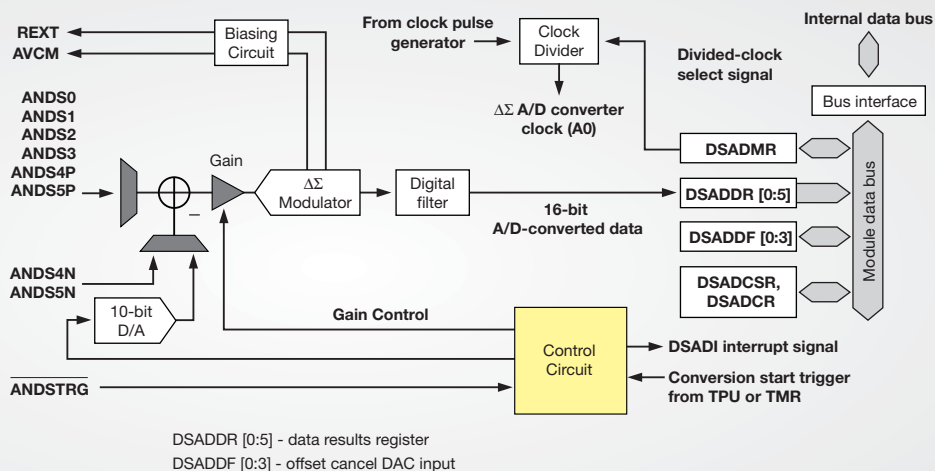 REXT
AVCM
Biasing
Circuit
From clock pulse
generator
Clock
Divider
Divided-clock
select signal
Internal data bus
Bus interface
ΔΣ A/D converter
clock (A0)
ANDS0
ANDS1
ANDS2
ANDS3
ANDS4P
ANDS5P
Gain
ΔΣ
Modulator
Digital
filter
16-bit
A/D-converted data
DSADMR
DSADDR [0:5]
DSADDF [0:3]
DSADCSR,
DSADCR
Module data bus
–
ANDS4N
ANDS5N
10-bit
D/A
Gain Control
Control
Circuit
DSADI interrupt signal
Conversion start trigger
from TPU or TMR
ANDSTRG
DSADDR [0:5] - data results register
DSADDF [0:3] - offset cancel DAC input